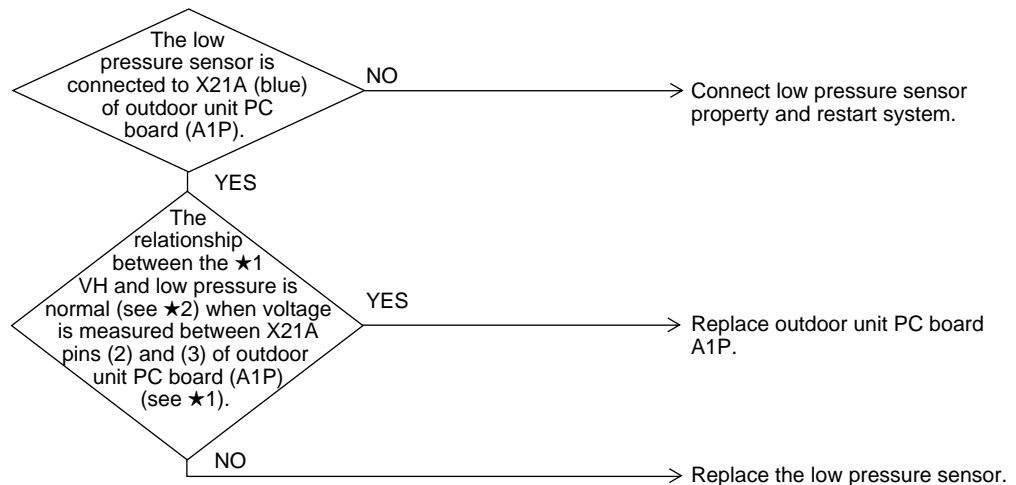 The low
pressure sensor is
connected to X21A (blue)
of outdoor unit PC
board (A1P).
NO
Connect low pressure sensor
property and restart system.
YES
The
relationship
between the ★1
VH and low pressure is
normal (see ★2) when voltage
is measured between X21A
pins (2) and (3) of outdoor
unit PC board (A1P)
(see ★1).
YES
Replace outdoor unit PC board
A1P.
NO
Replace the low pressure sensor.